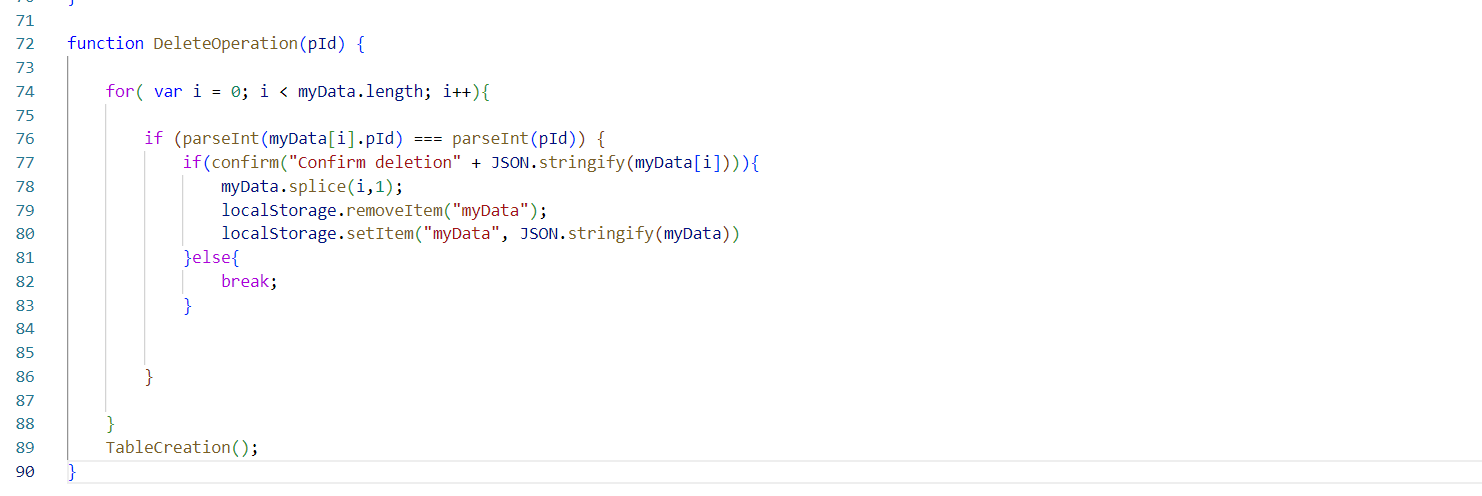 71
72 function DeleteOperation(pId) {
73
74     for( var i = 0; i < myData.length; i++){
75
76         if (parseInt(myData[i].pId) === parseInt(pId)) {
77             if(confirm("Confirm deletion" + JSON.stringify(myData[i]))){
78                 myData.splice(i,1);
79                 localStorage.removeItem("myData");
80                 localStorage.setItem("myData", JSON.stringify(myData))
81             }else{
82                 break;
83             }
84
85
86         }
87
88     }
89     TableCreation();
90 }